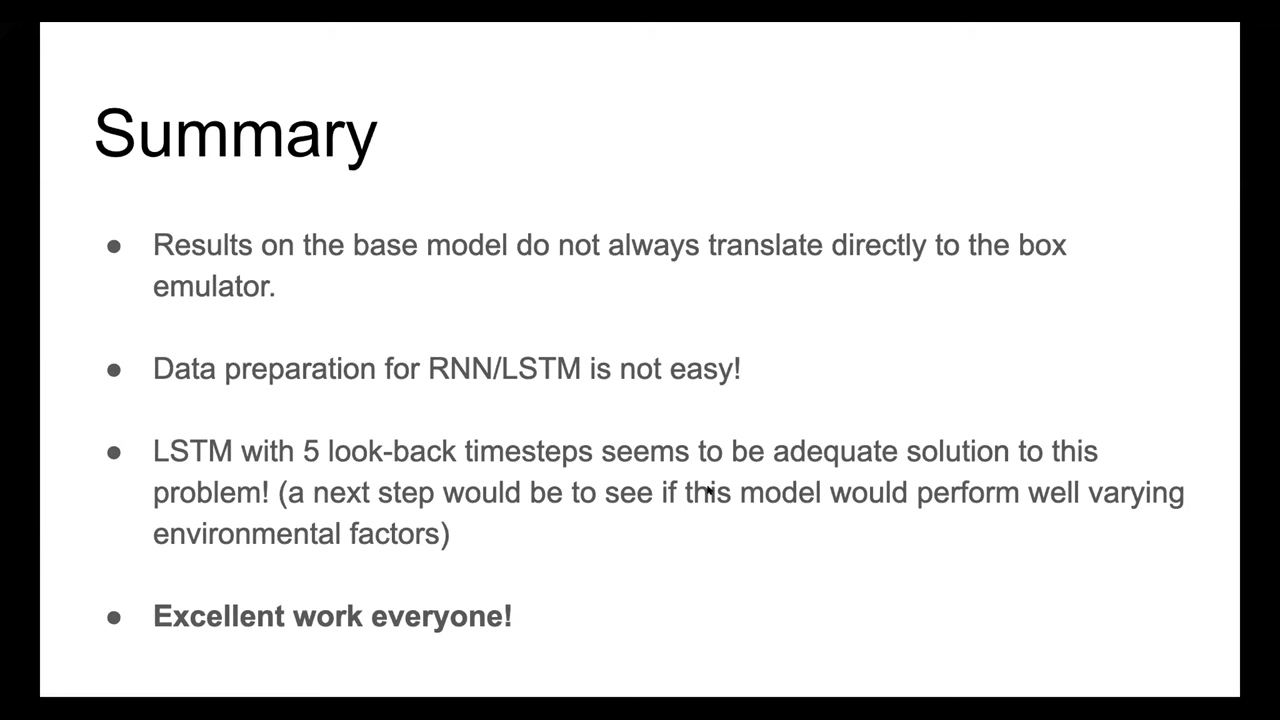 Summary
● Results on the base model do not always translate directly to the box
emulator.
● Data preparation for RNN/LSTM is not easy!
● LSTM with 5 look-back timesteps seems to be adequate solution to this
problem! (a next step would be to see if this model would perform well varying
environmental factors)
● Excellent work everyone!